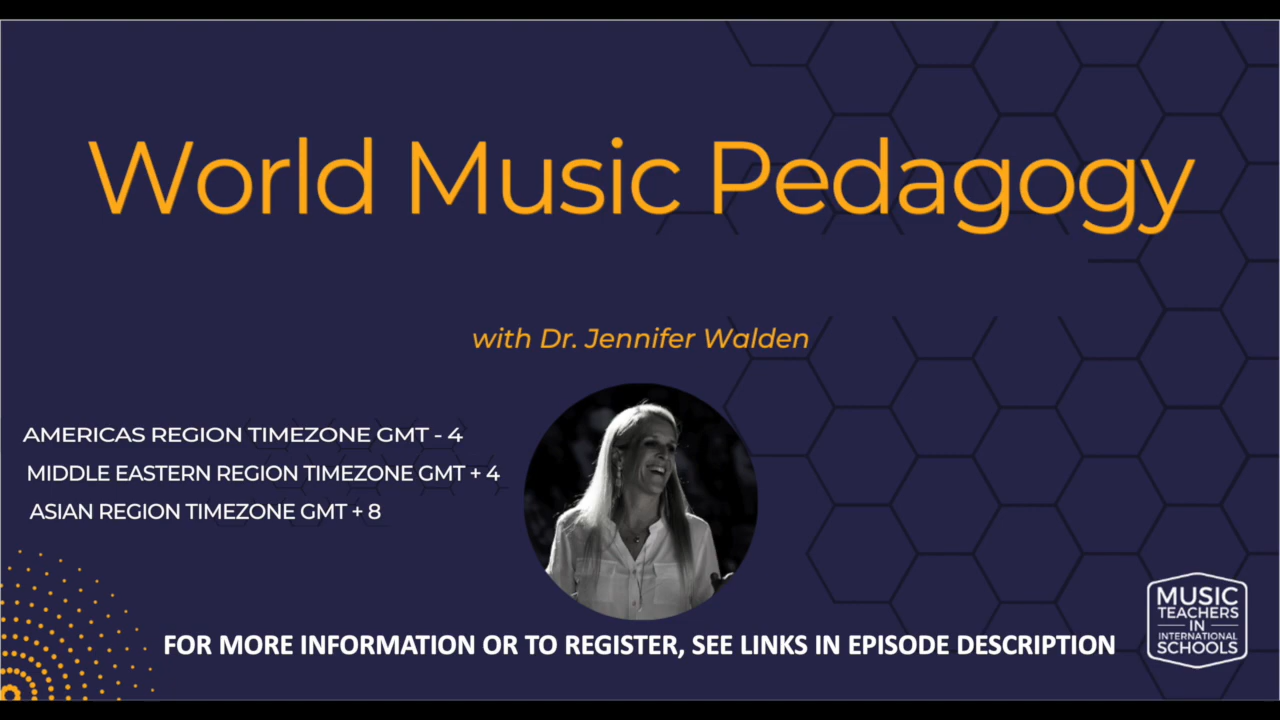 World Music Pedagogy
with Dr. Jennifer Walden
AMERICAS REGION TIMEZONE GMT - 4
MIDDLE EASTERN REGION TIMEZONE GMT + 4
ASIAN REGION TIMEZONE GMT + 8
FOR MORE INFORMATION OR TO REGISTER, SEE LINKS IN EPISODE DESCRIPTION
MUSIC
TEACHERS
IN
INTERNATIONAL
SCHOOLS